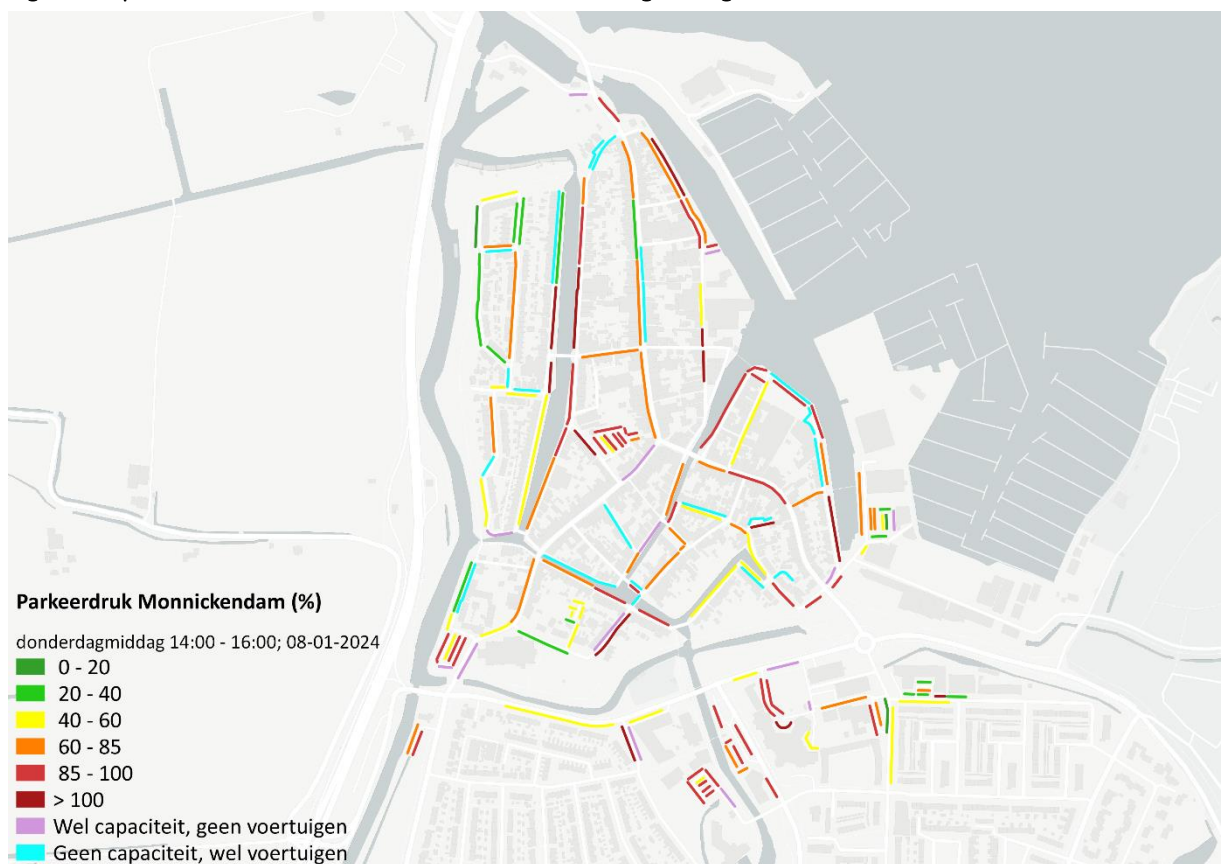 Parkeerdruk Monnickendam (%)
donderdagmiddag 14:00 - 16:00; 08-01-2024
0 - 20
20 - 40
40 - 60
60 - 85
85 - 100
> 100
Wel capaciteit, geen voertuigen
Geen capaciteit, wel voertuigen